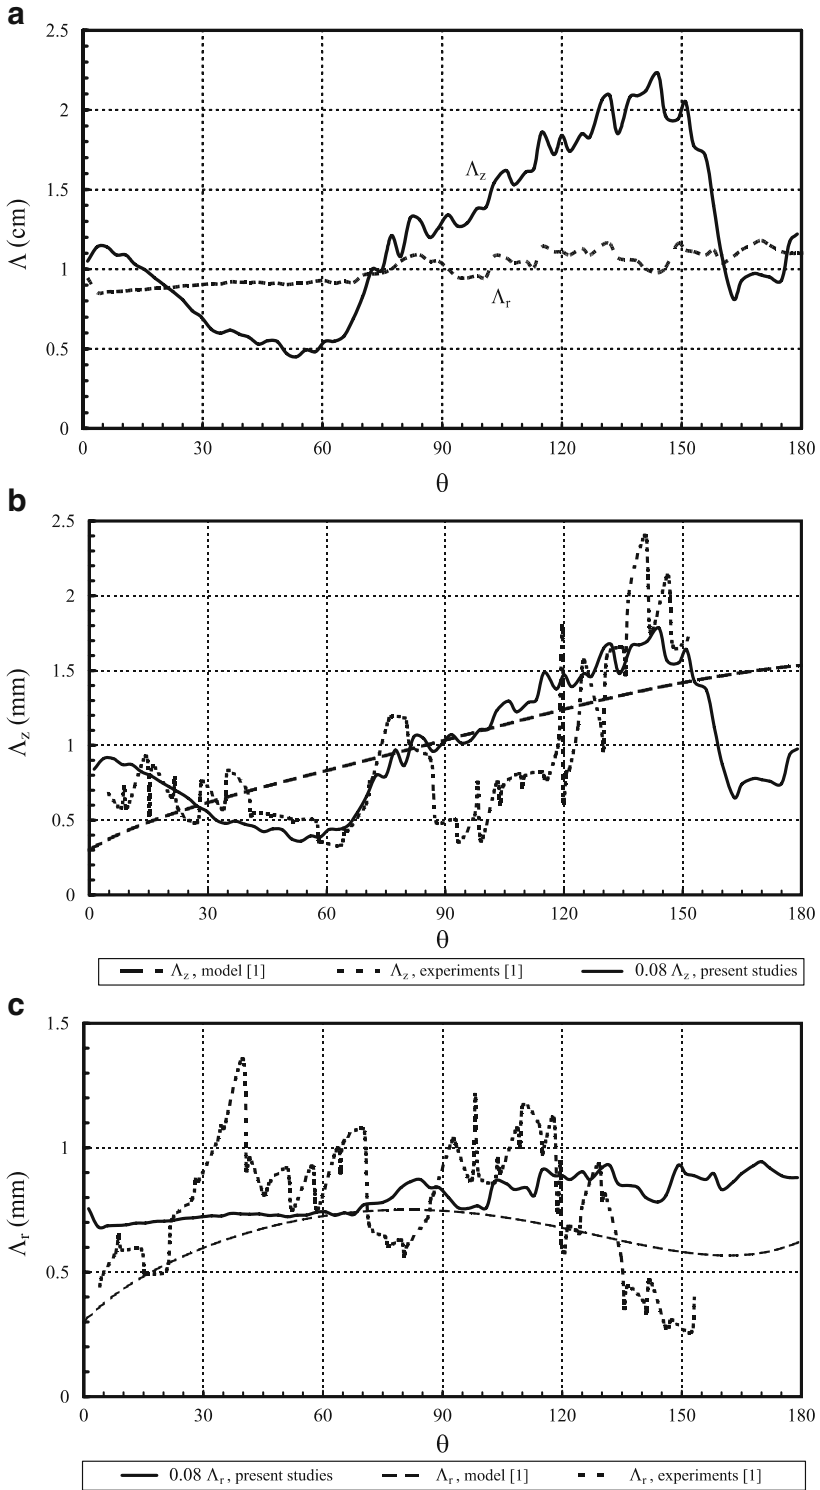 a
2.5
2
1.5
1
0.5
0
Λ (cm)
Λz
Λr
0 30 60 90 120 150 180
θ
b
2.5
2
1.5
1
0.5
0
Λz (mm)
0 30 60 90 120 150 180
θ
Λz , model [1] Λz , experiments [1] 0.08 Λz , present studies
c
1.5
1
0.5
0
Λr (mm)
0 30 60 90 120 150 180
θ
0.08 Λr , present studies Λr , model [1] Λr , experiments [1]